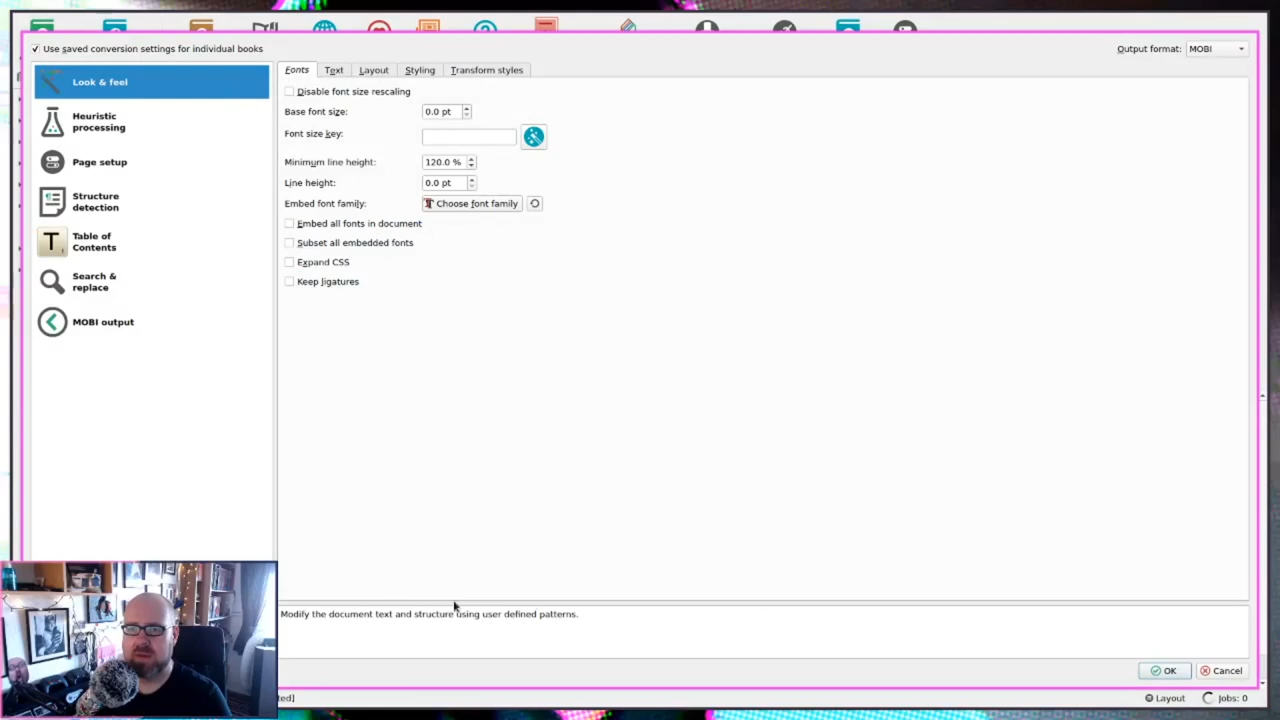 Use saved conversion settings for individual books
Output format: MOBI
Look & feel
Heuristic
processing
Page setup
Structure
detection
Table of
Contents
Search &
replace
MOBI output
Fonts Text Layout Styling Transform styles
Disable font size rescaling
Base font size: 0.0 pt
Font size key:
Minimum line height: 120.0 %
Line height: 0.0 pt
Embed font family: Choose font family
Embed all fonts in document
Subset all embedded fonts
Expand CSS
Keep ligatures
Modify the document text and structure using user defined patterns.
OK Cancel
ted] Layout Jobs: 0